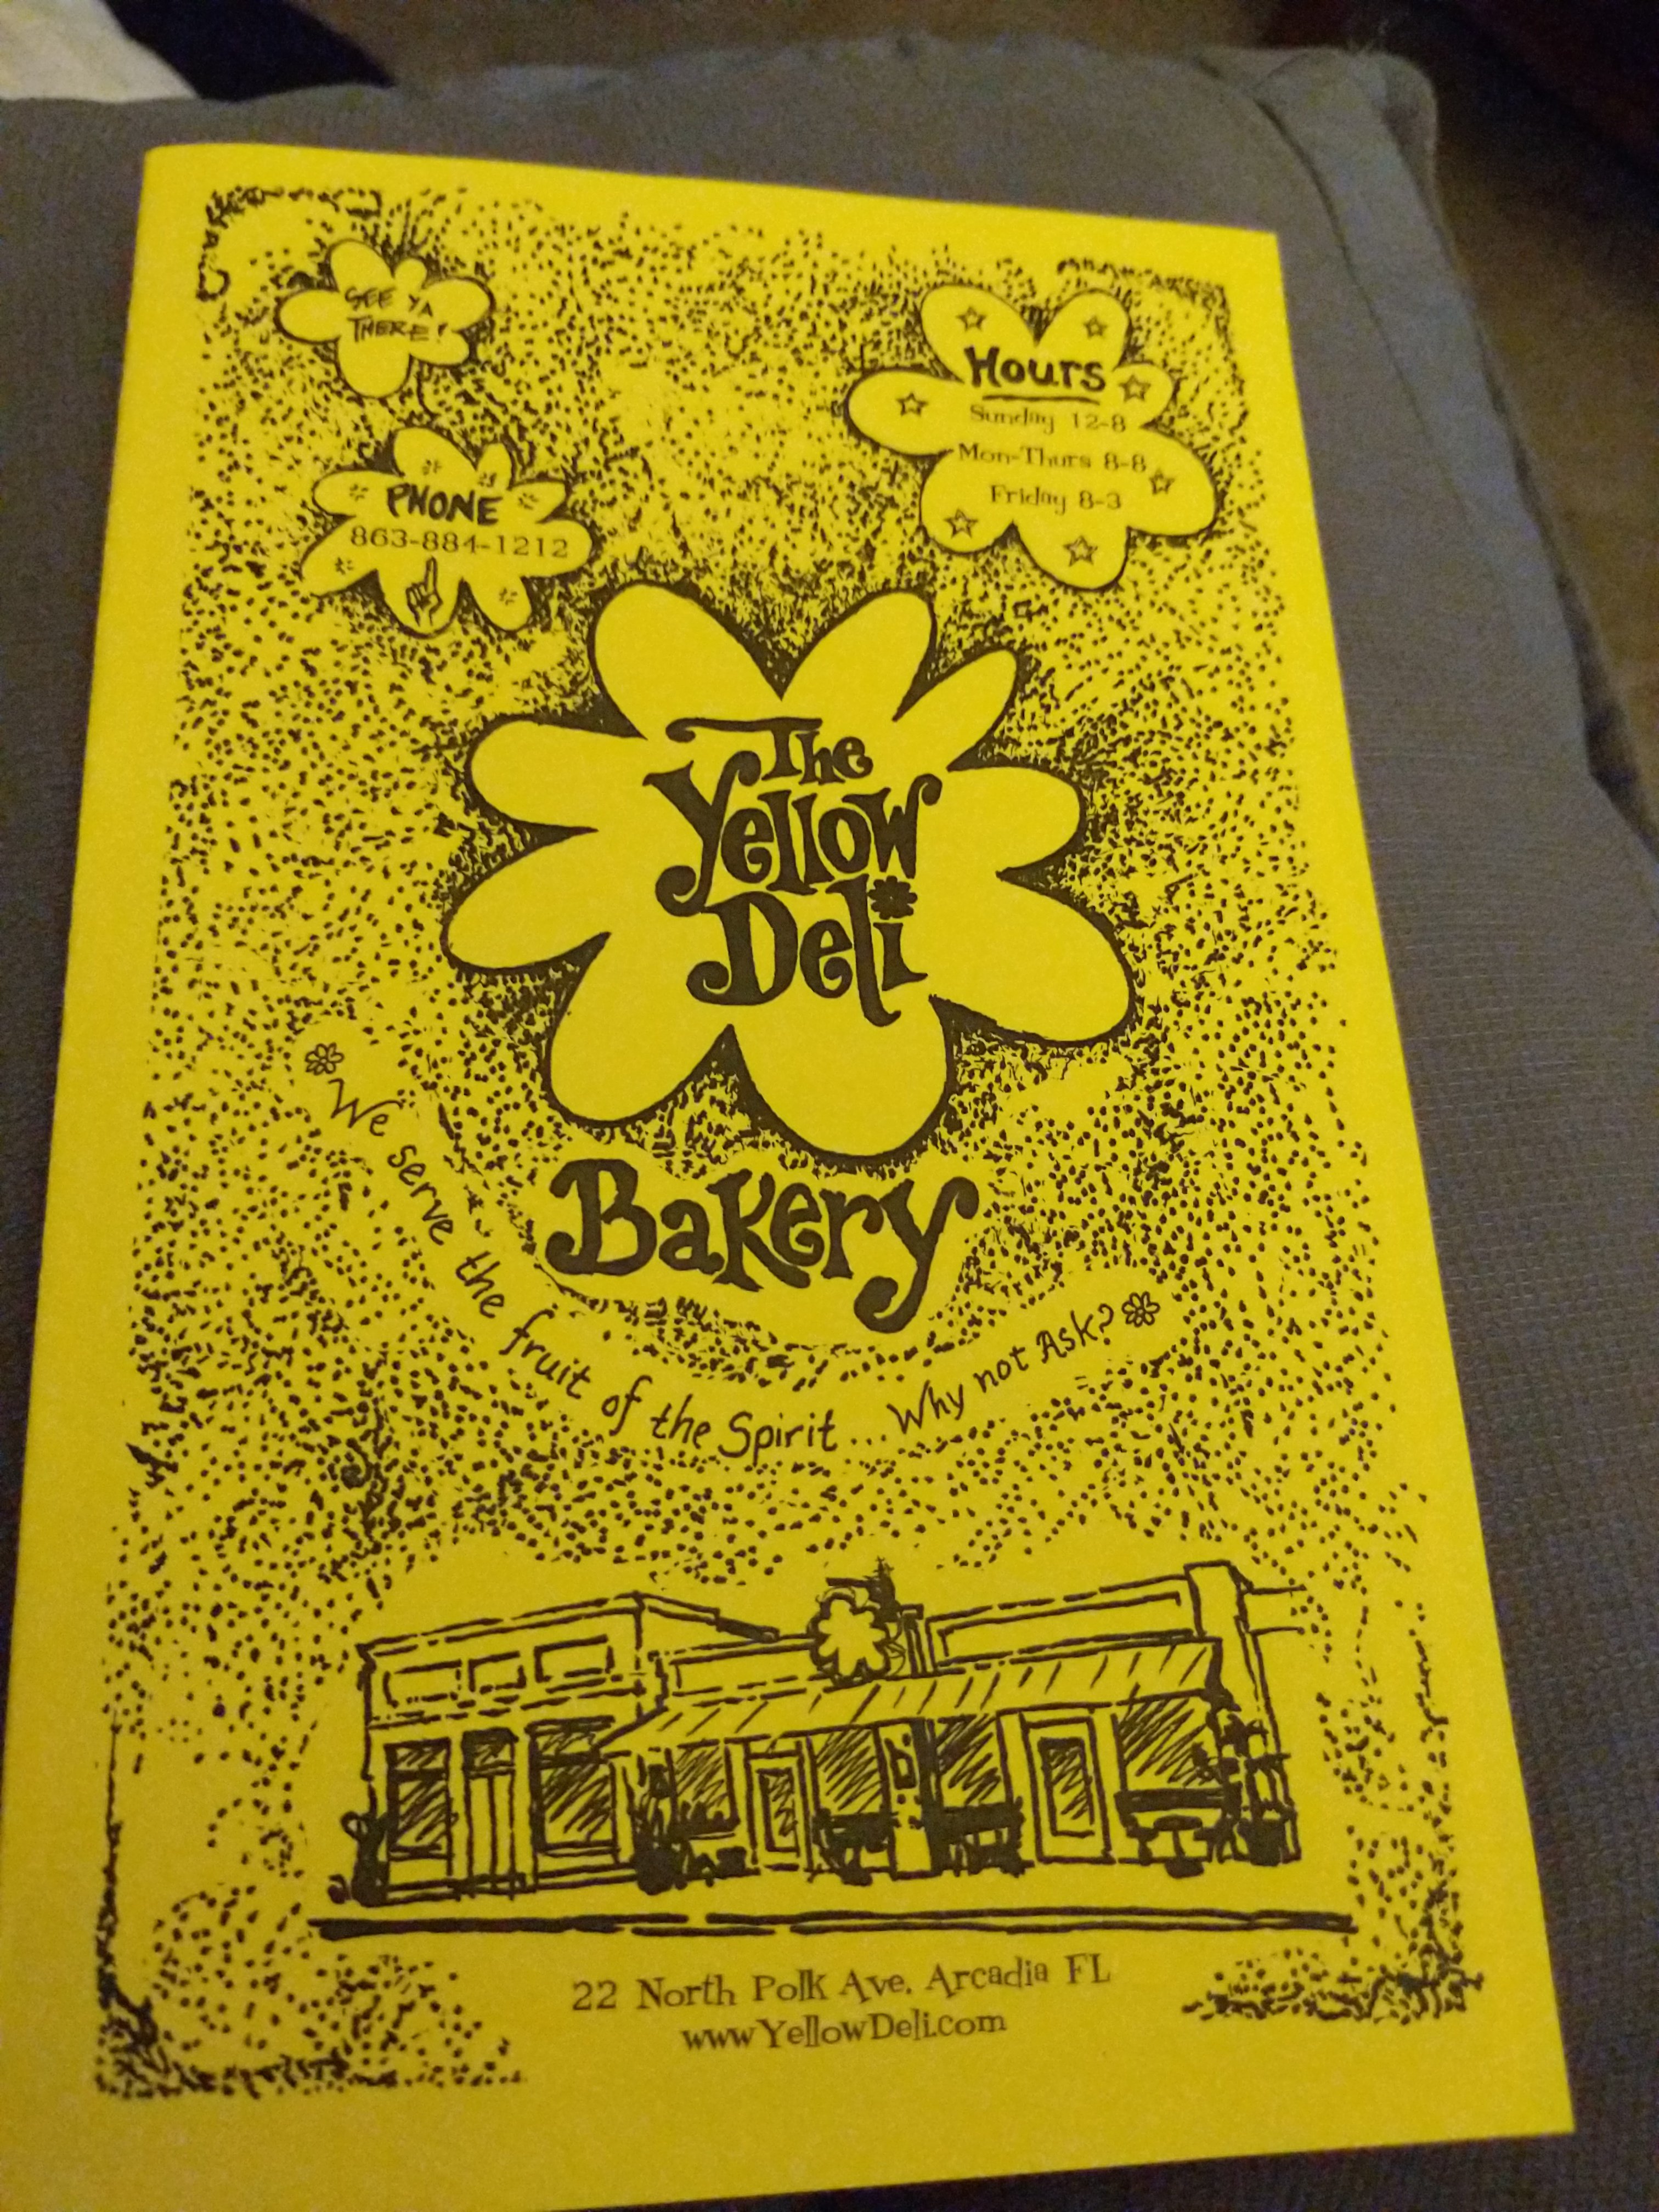 SEE YA
THERE!
Hours
Sunday 12-8
Mon-Thurs 8-8
Friday 8-3
PHONE
863-884-1212
The
Yellow
Deli
Bakery
We serve the fruit of the Spirit... Why not Ask?
22 North Polk Ave. Arcadia FL
www.YellowDeli.com